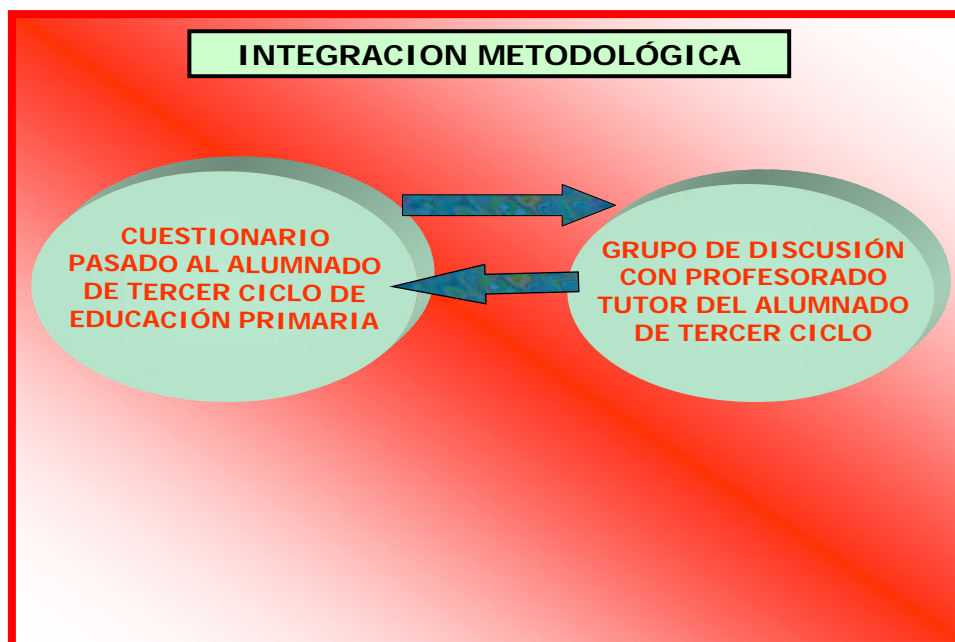 INTEGRACION METODOLÓGICA
CUESTIONARIO
PASADO AL ALUMNADO
DE TERCER CICLO DE
EDUCACIÓN PRIMARIA
GRUPO DE DISCUSIÓN
CON PROFESORADO
TUTOR DEL ALUMNADO
DE TERCER CICLO